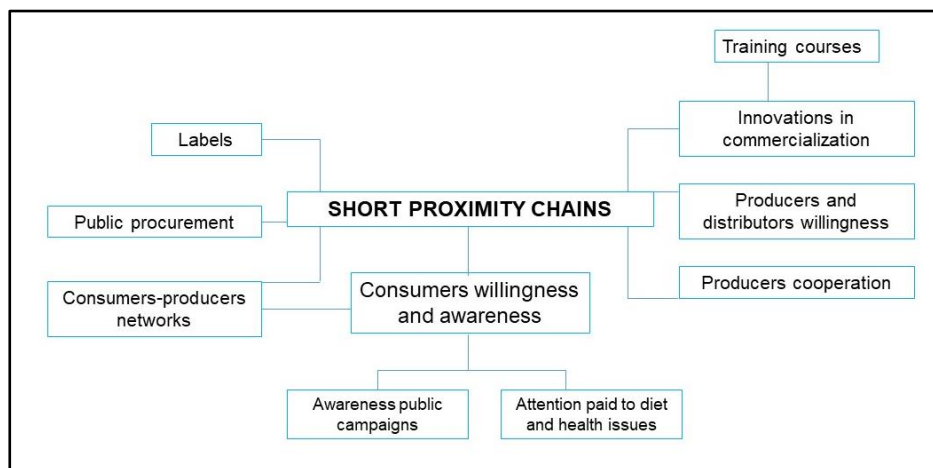 Training courses
Innovations in
commercialization
Labels
SHORT PROXIMITY CHAINS
Producers and
distributors willingness
Public procurement
Consumers-producers
networks
Consumers willingness
and awareness
Producers cooperation
Awareness public
campaigns
Attention paid to diet
and health issues